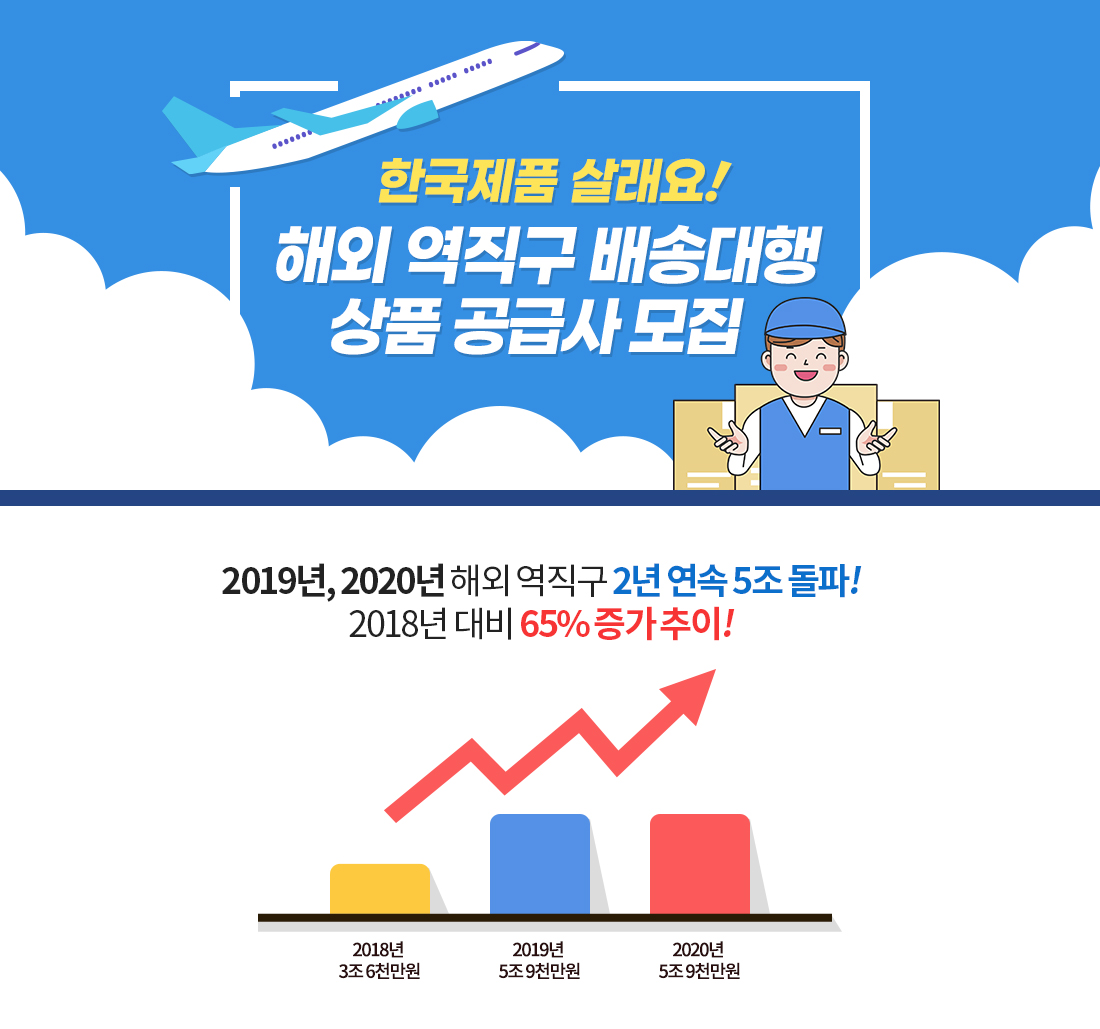 한국제품 살래요!
해외 역직구 배송대행
상품 공급사 모집
2019년, 2020년 해외 역직구 2년 연속 5조 돌파!
2018년 대비 65% 증가 추이!
2018년
3조 6천만원
2019년
5조 9천만원
2020년
5조 9천만원